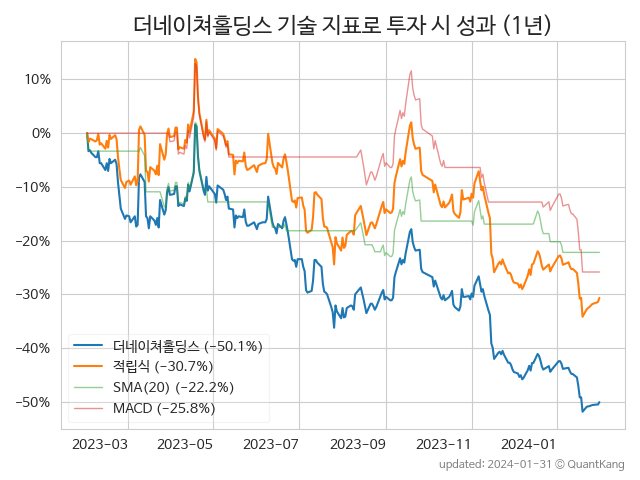 더네이쳐홀딩스 기술 지표로 투자 시 성과 (1년)
10%
0%
−10%
−20%
−30%
−40%
−50%
더네이쳐홀딩스 (−50.1%)
적립식 (−30.7%)
SMA(20) (−22.2%)
MACD (−25.8%)
2023-03 2023-05 2023-07 2023-09 2023-11 2024-01
updated: 2024-01-31 ⓒ QuantKang